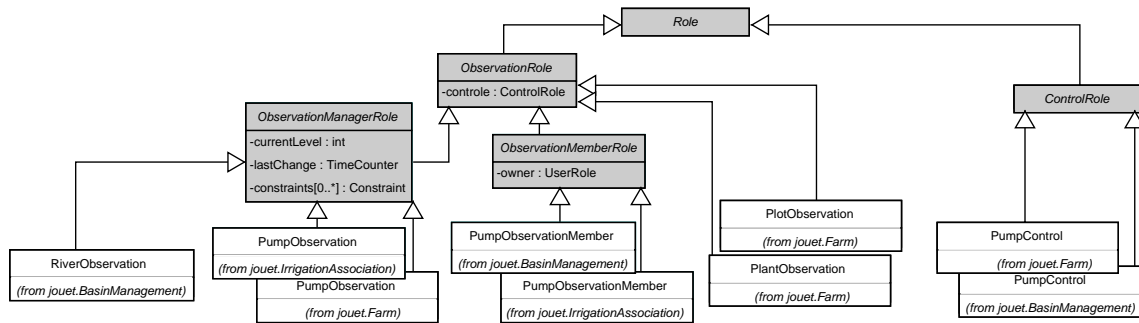 Role
ObservationRole
-controle : ControlRole
ControlRole
ObservationManagerRole
-currentLevel : int
-lastChange : TimeCounter
-constraints[0..*] : Constraint
ObservationMemberRole
-owner : UserRole
RiverObservation
(from jouet.BasinManagement)
PumpObservation
(from jouet.IrrigationAssociation)
PumpObservation
(from jouet.Farm)
PumpObservationMember
(from jouet.BasinManagement)
PumpObservationMember
(from jouet.IrrigationAssociation)
PlotObservation
(from jouet.Farm)
PlantObservation
(from jouet.Farm)
PumpControl
(from jouet.Farm)
PumpControl
(from jouet.BasinManagement)